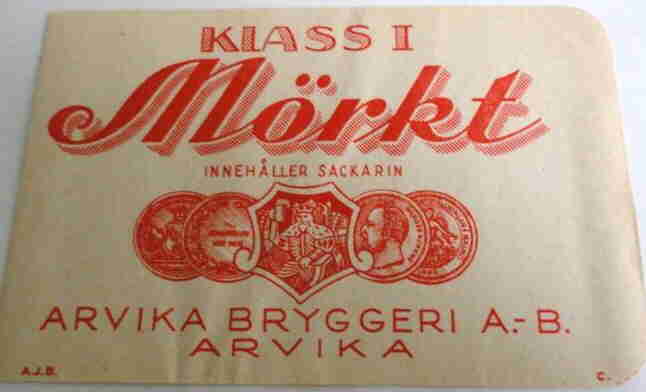 KLASS I
Mörkt
INNEHÅLLER SACKARIN
ARVIKA BRYGGERI A.-B.
ARVIKA
A.J.B.
C.